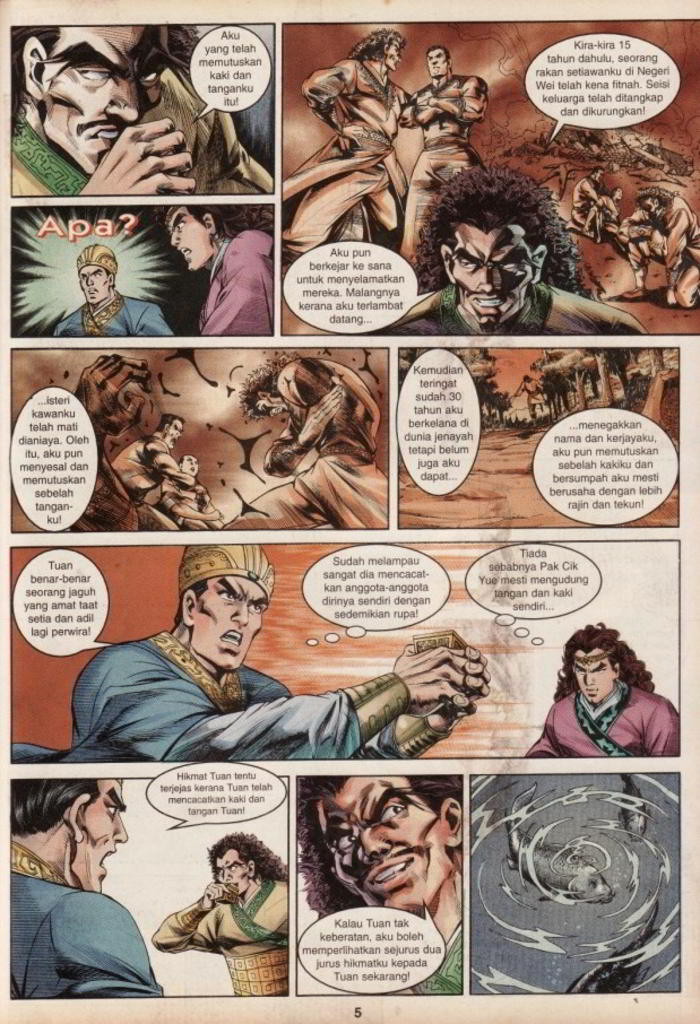 Aku
yang telah
memutuskan
kaki dan
tanganku
itu!
Kira-kira 15
tahun dahulu, seorang
rakan setiawanku di Negeri
Wei telah kena fitnah. Seisi
keluarga telah ditangkap
dan dikurungkan!
Apa?
Aku pun
berkejar ke sana
untuk menyelamatkan
mereka. Malangnya
kerana aku terlambat
datang...
...isteri
kawanku
telah mati
dianiaya. Oleh
itu, aku pun
menyesal dan
memutuskan
sebelah
tangan-
ku!
Kemudian
teringat
sudah 30
tahun aku
berkelana di
dunia jenayah
tetapi belum
juga aku
dapat...
...menegakkan
nama dan kerjayaku,
aku pun memutuskan
sebelah kakiku dan
bersumpah aku mesti
berusaha dengan lebih
rajin dan tekun!
Tuan
benar-benar
seorang jaguh
yang amat taat
setia dan adil
lagi perwira!
Sudah melampau
sangat dia mencacat-
kan anggota-anggota
dirinya sendiri dengan
sedemikian rupa!
Tiada
sebabnya Pak Cik
Yue mesti mengudung
tangan dan kaki
sendiri...
Hikmat Tuan tentu
terjejas kerana Tuan telah
mencacatkan kaki dan
tangan Tuan!
Kalau Tuan tak
keberatan, aku boleh
memperlihatkan sejurus dua
jurus hikmatku kepada
Tuan sekarang!
5